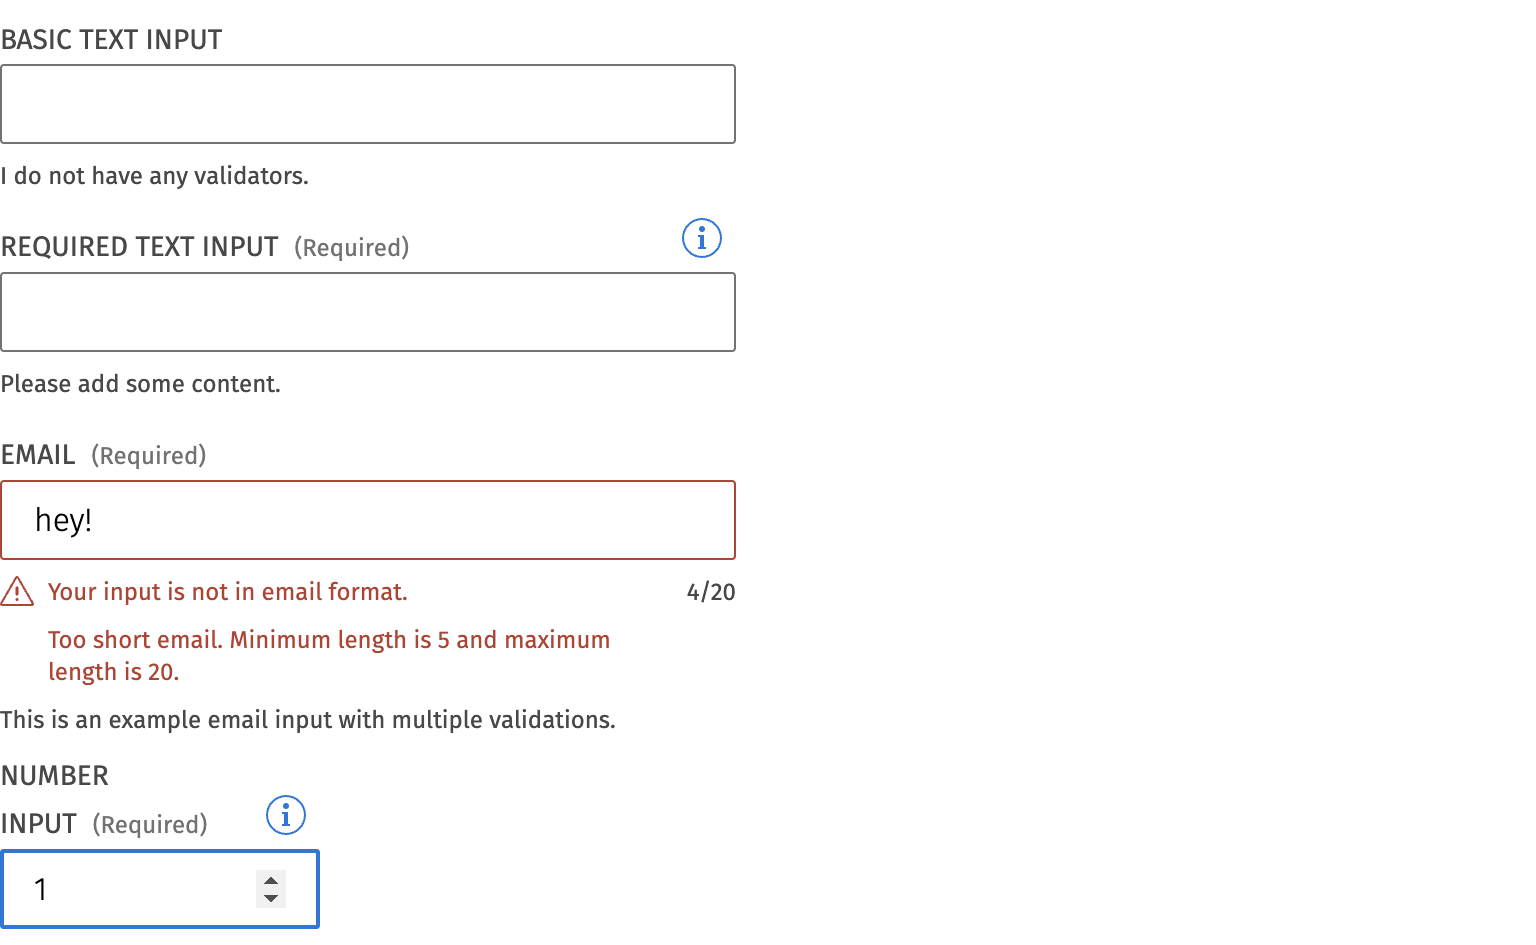 BASIC TEXT INPUT
I do not have any validators.
REQUIRED TEXT INPUT (Required)
Please add some content.
EMAIL (Required)
hey!
Your input is not in email format. 4/20
Too short email. Minimum length is 5 and maximum
length is 20.
This is an example email input with multiple validations.
NUMBER
INPUT (Required)
1